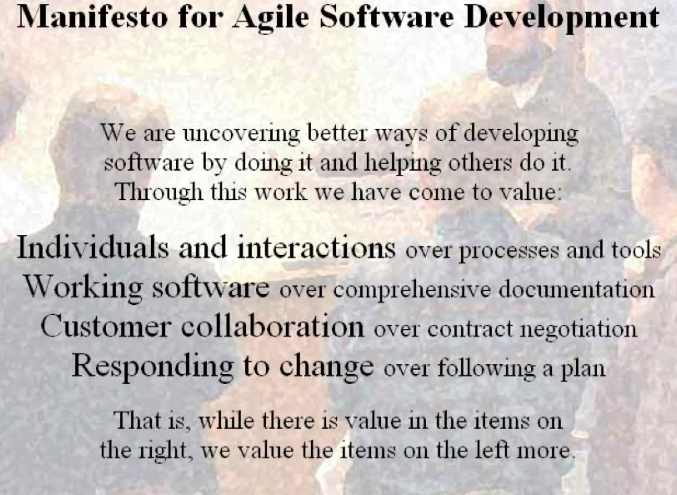 Manifesto for Agile Software Development
We are uncovering better ways of developing
software by doing it and helping others do it.
Through this work we have come to value:
Individuals and interactions over processes and tools
Working software over comprehensive documentation
Customer collaboration over contract negotiation
Responding to change over following a plan
That is, while there is value in the items on
the right, we value the items on the left more.